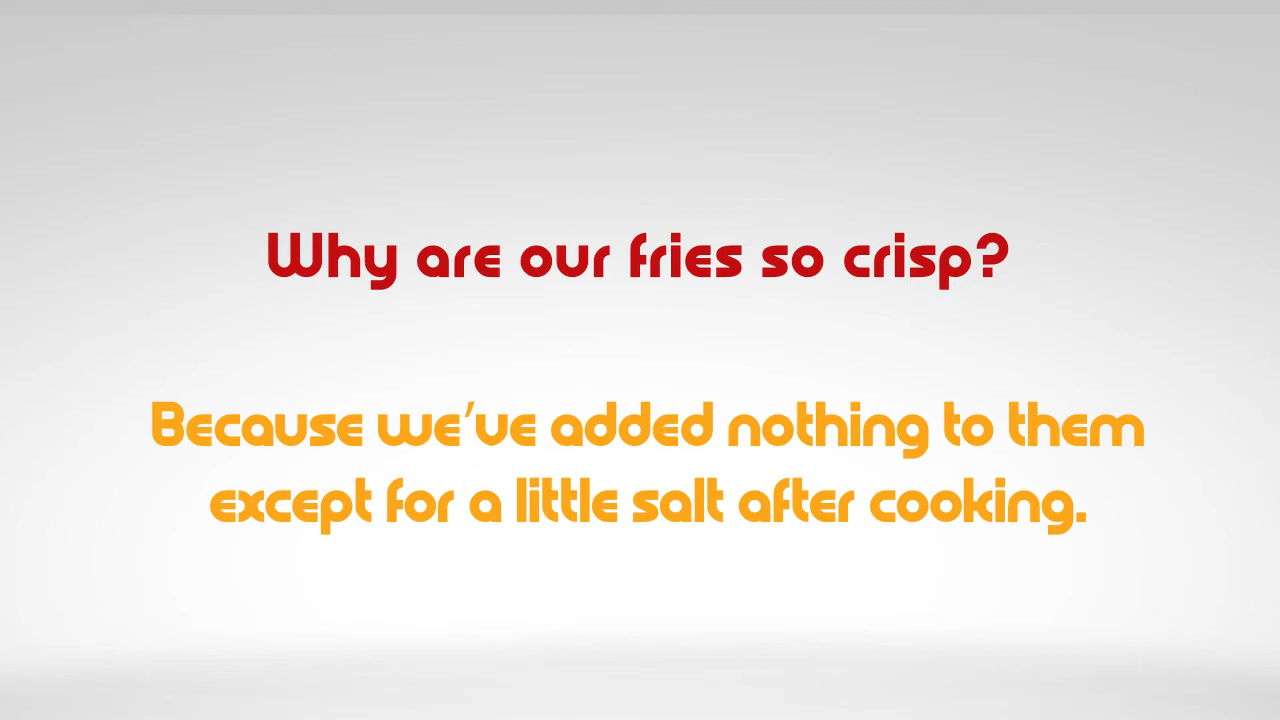 Why are our fries so crisp?
Because we've added nothing to them
except for a little salt after cooking.